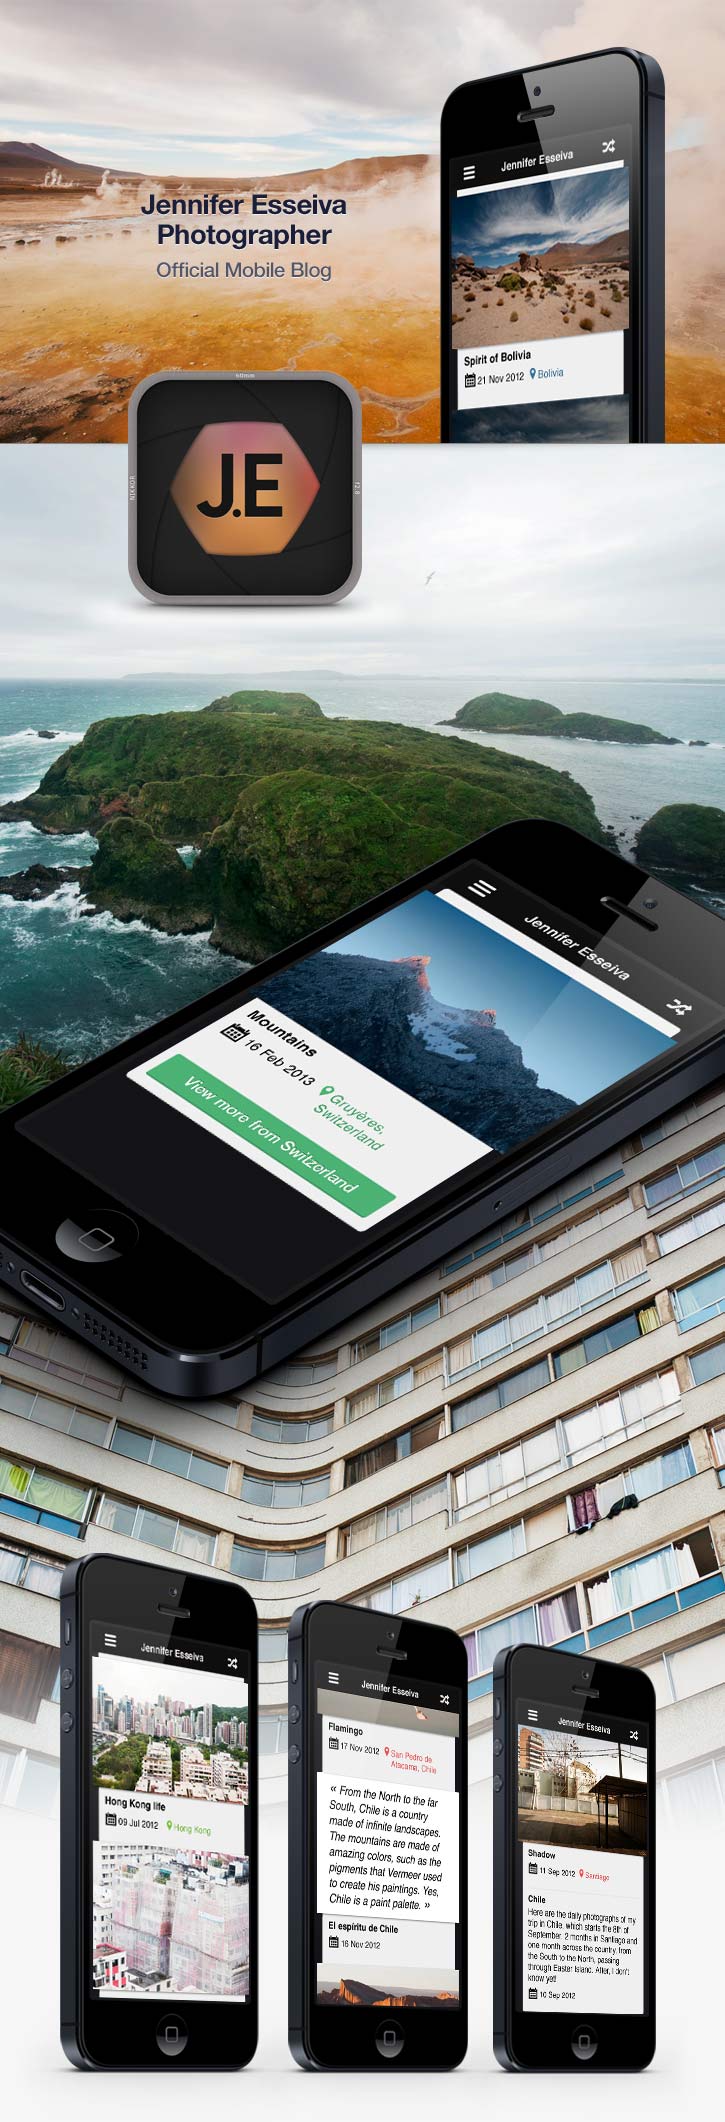 Jennifer Esseiva
Photographer
Official Mobile Blog
Jennifer Esseiva
Spirit of Bolivia
21 Nov 2012 Bolivia
60mm
NIKKOR
f2.8
J.E
Jennifer Esseiva
Mountains
16 Feb 2013 Gruyères,
Switzerland
View more from Switzerland
Jennifer Esseiva
Hong Kong life
09 Jul 2012 Hong Kong
Jennifer Esseiva
Flamingo
17 Nov 2012 San Pedro de
Atacama, Chile
« From the North to the far
South, Chile is a country
made of infinite landscapes.
The mountains are made of
amazing colors, such as the
pigments that Vermeer used
to create his paintings. Yes,
Chile is a paint palette. »
El espíritu de Chile
16 Nov 2012
Jennifer Esseiva
Shadow
11 Sep 2012 Santiago
Chile
Here are the daily photographs of my
trip in Chile, which starts the 8th of
September. 2 months in Santiago and
one month across the country, from
the South to the North, passing
through Easter Island. After, I don't
know yet!
10 Sep 2012